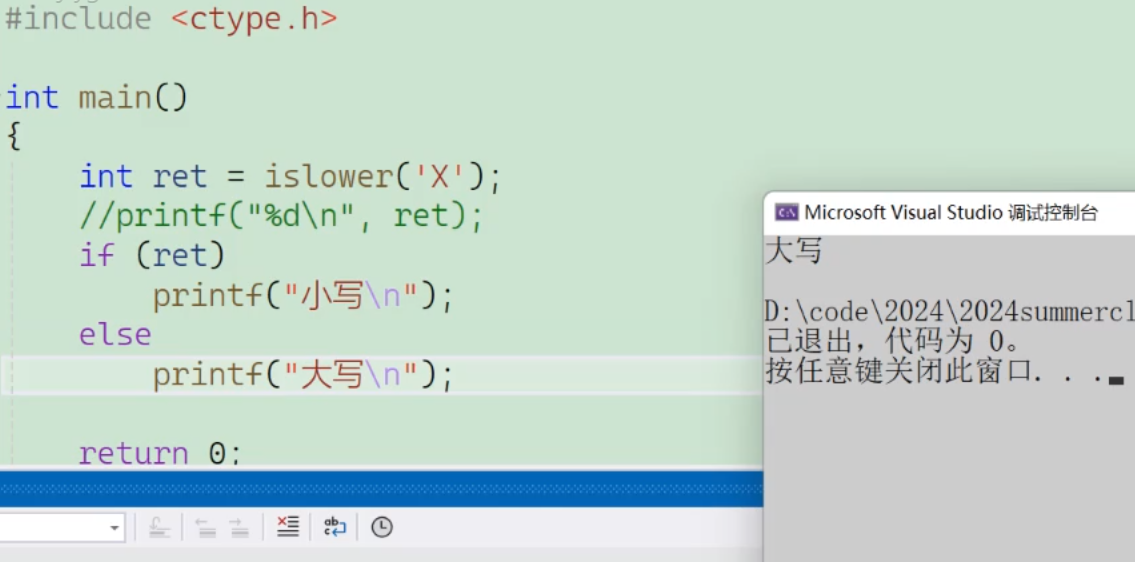 #include <ctype.h>
int main()
{
int ret = islower('X');
//printf("%d\n", ret);
if (ret)
printf("小写\n");
else
printf("大写\n");
return 0;
Microsoft Visual Studio 调试控制台
大写
D:\code\2024\2024summercl
已退出，代码为 0。
按任意键关闭此窗口. . .